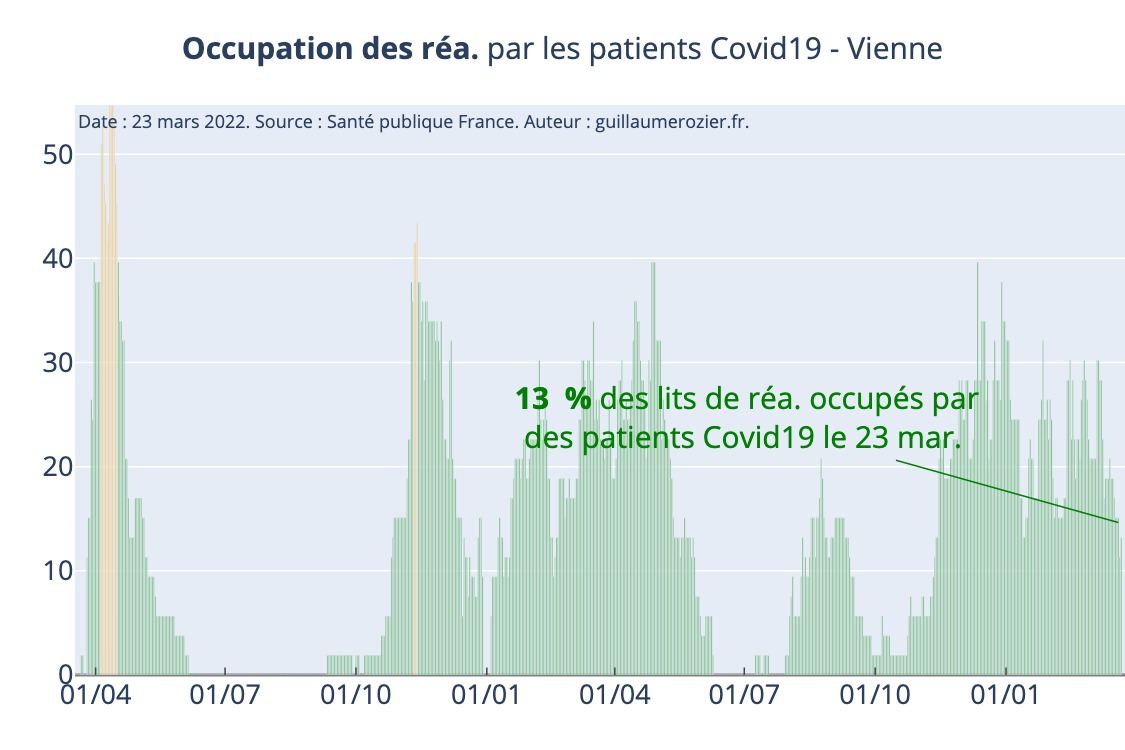 Occupation des réa. par les patients Covid19 - Vienne
Date : 23 mars 2022. Source : Santé publique France. Auteur : guillaumerozier.fr.
50
40
30
20
10
0
13 % des lits de réa. occupés par
des patients Covid19 le 23 mar.
01/04 01/07 01/10 01/01 01/04 01/07 01/10 01/01